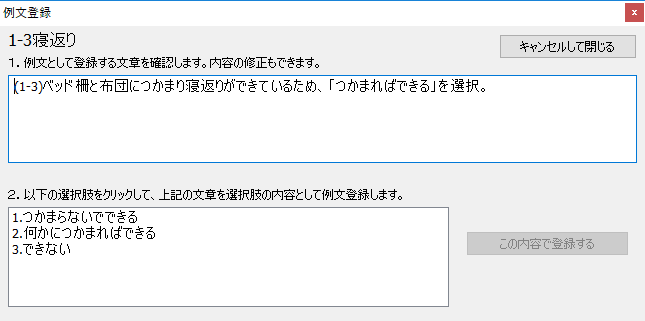 例文登録
x
1-3寝返り
キャンセルして閉じる
1．例文として登録する文章を確認します。内容の修正もできます。
(1-3)ベッド柵と布団につかまり寝返りができているため、「つかまればできる」を選択。
2．以下の選択肢をクリックして、上記の文章を選択肢の内容として例文登録します。
1.つかまらないでできる
2.何かにつかまればできる
3.できない
この内容で登録する